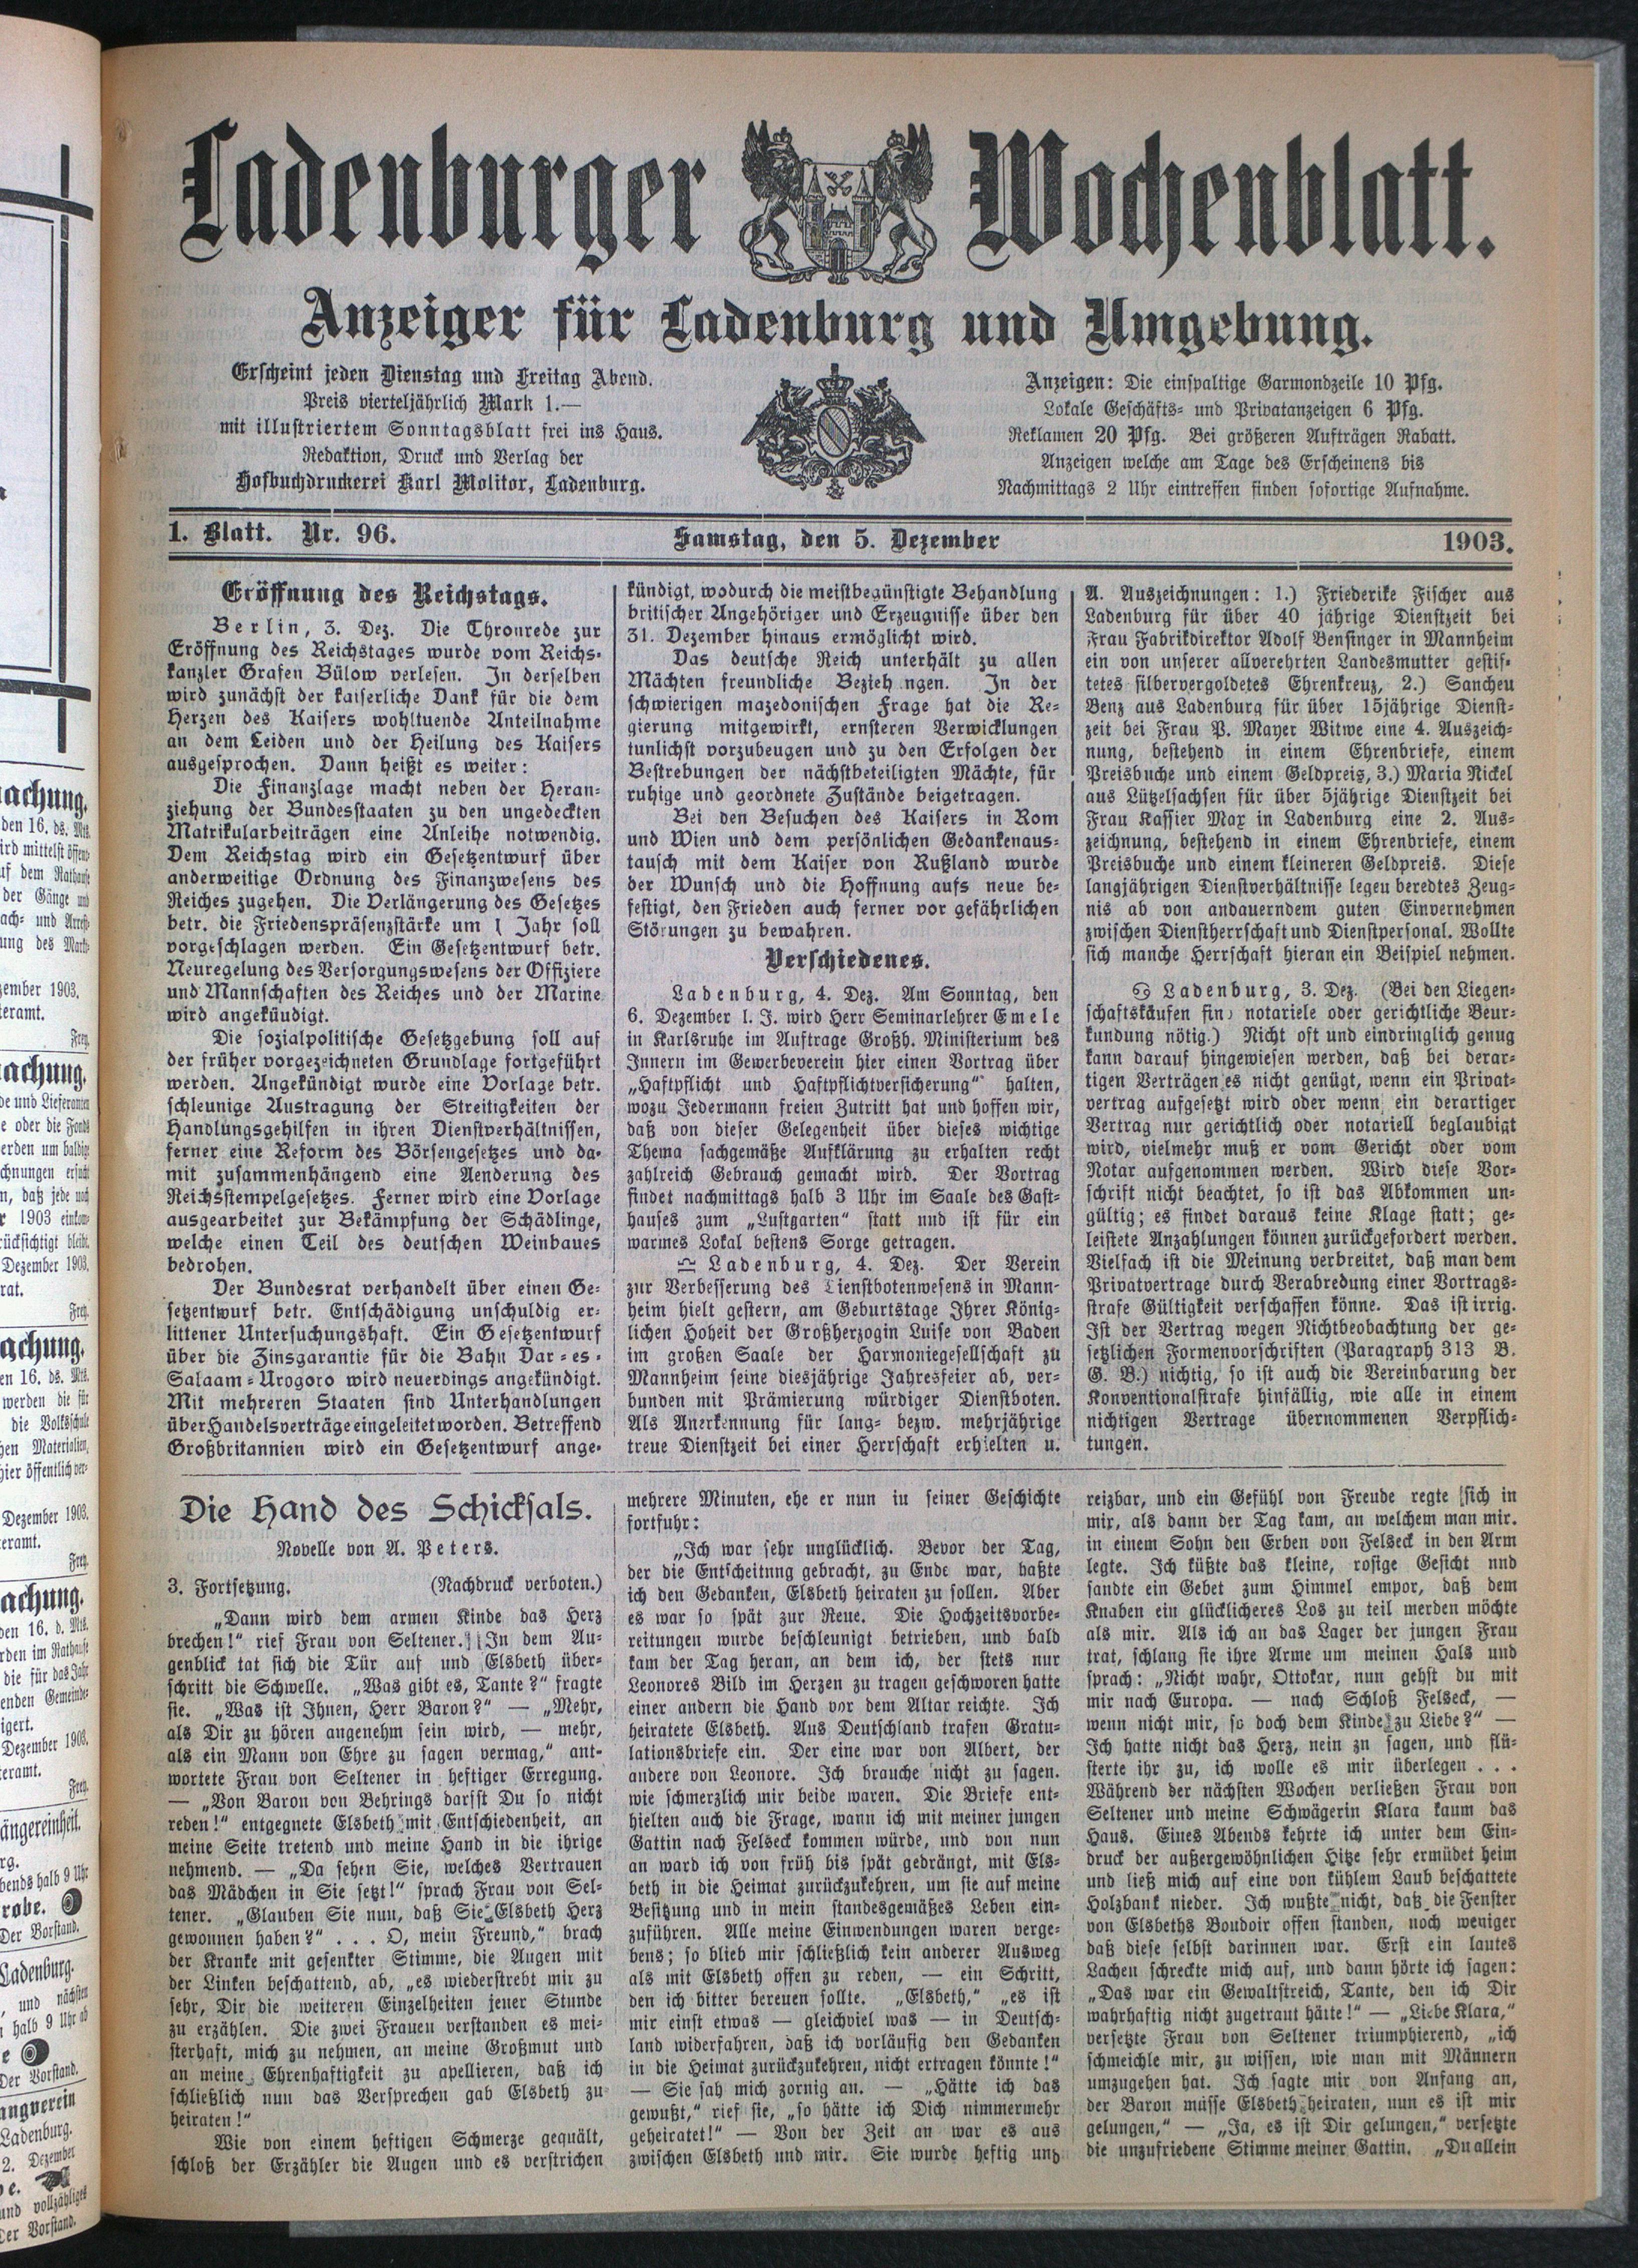 Ladenburger Wochenblatt.
Anzeiger für Ladenburg und Umgebung.
Erscheint jeden Dienstag und Freitag Abend.
Preis vierteljährlich Mark 1.—
mit illustriertem Sonntagsblatt frei ins Haus.
Redaktion, Druck und Verlag der
Hofbuchdruckerei Karl Molitor, Ladenburg.
Anzeigen: Die einspaltige Garmondzeile 10 Pfg.
Lokale Geschäfts- und Privatanzeigen 6 Pfg.
Reklamen 20 Pfg. Bei größeren Aufträgen Rabatt.
Anzeigen welche am Tage des Erscheinens bis
Nachmittags 2 Uhr eintreffen finden sofortige Aufnahme.
1. Blatt. Nr. 96. Samstag, den 5. Dezember 1903.
Eröffnung des Reichstags.
Berlin, 3. Dez. Die Thronrede zur
Eröffnung des Reichstages wurde vom Reichs-
kanzler Grafen Bülow verlesen. In derselben
wird zunächst der kaiserliche Dank für die dem
Herzen des Kaisers wohltuende Anteilnahme
an dem Leiden und der Heilung des Kaisers
ausgesprochen. Dann heißt es weiter:
Die Finanzlage macht neben der Heran-
ziehung der Bundesstaaten zu den ungedeckten
Matrikularbeiträgen eine Anleihe notwendig.
Dem Reichstag wird ein Gesetzentwurf über
anderweitige Ordnung des Finanzwesens des
Reiches zugehen. Die Verlängerung des Gesetzes
betr. die Friedenspräsenzstärke um 1 Jahr soll
vorgeschlagen werden. Ein Gesetzentwurf betr.
Neuregelung des Versorgungswesens der Offiziere
und Mannschaften des Reiches und der Marine
wird angekündigt.
Die sozialpolitische Gesetzgebung soll auf
der früher vorgezeichneten Grundlage fortgeführt
werden. Angekündigt wurde eine Vorlage betr.
schleunige Austragung der Streitigkeiten der
Handlungsgehilfen in ihren Dienstverhältnissen,
ferner eine Reform des Börsengesetzes und da-
mit zusammenhängend eine Aenderung des
Reichsstempelgesetzes. Ferner wird eine Vorlage
ausgearbeitet zur Bekämpfung der Schädlinge,
welche einen Teil des deutschen Weinbaues
bedrohen.
Der Bundesrat verhandelt über einen Ge-
setzentwurf betr. Entschädigung unschuldig er-
littener Untersuchungshaft. Ein Gesetzentwurf
über die Zinsgarantie für die Bahn Dar-es-
Salaam-Urogoro wird neuerdings angekündigt.
Mit mehreren Staaten sind Unterhandlungen
über Handelsverträge eingeleitet worden. Betreffend
Großbritannien wird ein Gesetzentwurf ange-
kündigt, wodurch die meistbegünstigte Behandlung
britischer Angehöriger und Erzeugnisse über den
31. Dezember hinaus ermöglicht wird.
Das deutsche Reich unterhält zu allen
Mächten freundliche Bezieh ngen. In der
schwierigen mazedonischen Frage hat die Re-
gierung mitgewirkt, ernsteren Verwicklungen
tunlichst vorzubeugen und zu den Erfolgen der
Bestrebungen der nächstbeteiligten Mächte, für
ruhige und geordnete Zustände beigetragen.
Bei den Besuchen des Kaisers in Rom
und Wien und dem persönlichen Gedankenaus-
tausch mit dem Kaiser von Rußland wurde
der Wunsch und die Hoffnung aufs neue be-
festigt, den Frieden auch ferner vor gefährlichen
Störungen zu bewahren.
Verschiedenes.
Ladenburg, 4. Dez. Am Sonntag, den
6. Dezember l. J. wird Herr Seminarlehrer Emele
in Karlsruhe im Auftrage Großh. Ministerium des
Innern im Gewerbeverein hier einen Vortrag über
„Haftpflicht und Haftpflichtversicherung“ halten,
wozu Jedermann freien Zutritt hat und hoffen wir,
daß von dieser Gelegenheit über dieses wichtige
Thema sachgemäße Aufklärung zu erhalten recht
zahlreich Gebrauch gemacht wird. Der Vortrag
findet nachmittags halb 3 Uhr im Saale des Gast-
hauses zum „Lustgarten“ statt und ist für ein
warmes Lokal bestens Sorge getragen.
Ladenburg, 4. Dez. Der Verein
zur Verbesserung des Dienstbotenwesens in Mann-
heim hielt gestern, am Geburtstage Ihrer König-
lichen Hoheit der Großherzogin Luise von Baden
im großen Saale der Harmoniegesellschaft zu
Mannheim seine diesjährige Jahresfeier ab, ver-
bunden mit Prämierung würdiger Dienstboten.
Als Anerkennung für lang- bezw. mehrjährige
treue Dienstzeit bei einer Herrschaft erhielten u.
A. Auszeichnungen: 1.) Friederike Fischer aus
Ladenburg für über 40 jährige Dienstzeit bei
Frau Fabrikdirektor Adolf Bensinger in Mannheim
ein von unserer allverehrten Landesmutter gestif-
tetes silbervergoldetes Ehrenkreuz, 2.) Sancheu
Benz aus Ladenburg für über 15jährige Dienst-
zeit bei Frau P. Mayer Witwe eine 4. Auszeich-
nung, bestehend in einem Ehrenbriefe, einem
Preisbuche und einem Geldpreis, 3.) Maria Nickel
aus Lützelsachsen für über 5jährige Dienstzeit bei
Frau Kassier Max in Ladenburg eine 2. Aus-
zeichnung, bestehend in einem Ehrenbriefe, einem
Preisbuche und einem kleineren Geldpreis. Diese
langjährigen Dienstverhältnisse legeu beredtes Zeug-
nis ab von andauerndem guten Einvernehmen
zwischen Dienstherrschaft und Dienstpersonal. Wollte
sich manche Herrschaft hieran ein Beispiel nehmen.
Ladenburg, 3. Dez. (Bei den Liegen-
schaftskäufen fin) notariele oder gerichtliche Beur-
kundung nötig.) Nicht oft und eindringlich genug
kann darauf hingewiesen werden, daß bei derar-
tigen Verträgen es nicht genügt, wenn ein Privat-
vertrag aufgesetzt wird oder wenn ein derartiger
Vertrag nur gerichtlich oder notariell beglaubigt
wird, vielmehr muß er vom Gericht oder vom
Notar aufgenommen werden. Wird diese Vor-
schrift nicht beachtet, so ist das Abkommen un-
gültig; es findet daraus keine Klage statt; ge-
leistete Anzahlungen können zurückgefordert werden.
Vielfach ist die Meinung verbreitet, daß man dem
Privatvertrage durch Verabredung einer Vortrags-
strafe Gültigkeit verschaffen könne. Das ist irrig.
Ist der Vertrag wegen Nichtbeobachtung der ge-
setzlichen Formenvorschriften (Paragraph 313 B.
G. B.) nichtig, so ist auch die Vereinbarung der
Konventionalstrafe hinfällig, wie alle in einem
nichtigen Vertrage übernommenen Verpflich-
tungen.
Die Hand des Schicksals.
Novelle von A. Peters.
3. Fortsetzung. (Nachdruck verboten.)
„Dann wird dem armen Kinde das Herz
brechen!“ rief Frau von Seltener. In dem Au-
genblick tat sich die Tür auf und Elsbeth über-
schritt die Schwelle. „Was gibt es, Tante?“ fragte
sie. „Was ist Ihnen, Herr Baron?“ — „Mehr,
als Dir zu hören angenehm sein wird, — mehr,
als ein Mann von Ehre zu sagen vermag,“ ant-
wortete Frau von Seltener in heftiger Erregung.
— „Von Baron von Behrings darfst Du so nicht
reden!“ entgegnete Elsbeth mit Entschiedenheit, an
meine Seite tretend und meine Hand in die ihrige
nehmend. — „Da sehen Sie, welches Vertrauen
das Mädchen in Sie setzt!“ sprach Frau von Sel-
tener. „Glauben Sie nun, daß Sie Elsbeth Herz
gewonnen haben?“ . . . O, mein Freund,“ brach
der Kranke mit gesenkter Stimme, die Augen mit
der Linken beschattend, ab, „es wiederstrebt mir zu
sehr, Dir die weiteren Einzelheiten jener Stunde
zu erzählen. Die zwei Frauen verstanden es mei-
sterhaft, mich zu nehmen, an meine Großmut und
an meine Ehrenhaftigkeit zu apellieren, daß ich
schließlich nun das Versprechen gab Elsbeth zu
heiraten!“
Wie von einem heftigen Schmerze gequält,
schloß der Erzähler die Augen und es verstrichen
mehrere Minuten, ehe er nun in seiner Geschichte
fortfuhr:
„Ich war sehr unglücklich. Bevor der Tag,
der die Entscheitung gebracht, zu Ende war, haßte
ich den Gedanken, Elsbeth heiraten zu sollen. Aber
es war so spät zur Reue. Die Hochzeitsvorbe-
reitungen wurde beschleunigt betrieben, und bald
kam der Tag heran, an dem ich, der stets nur
Leonores Bild im Herzen zu tragen geschworen hatte
einer andern die Hand vor dem Altar reichte. Ich
heiratete Elsbeth. Aus Deutschland trafen Gratu-
lationsbriefe ein. Der eine war von Albert, der
andere von Leonore. Ich brauche nicht zu sagen.
wie schmerzlich mir beide waren. Die Briefe ent-
hielten auch die Frage, wann ich mit meiner jungen
Gattin nach Felseck kommen würde, und von nun
an ward ich von früh bis spät gedrängt, mit Els-
beth in die Heimat zurückzukehren, um sie auf meine
Besitzung und in mein standesgemäßes Leben ein-
zuführen. Alle meine Einwendungen waren verge-
bens; so blieb mir schließlich kein anderer Ausweg
als mit Elsbeth offen zu reden, — ein Schritt,
den ich bitter bereuen sollte. „Elsbeth,“ „es ist
mir einst etwas — gleichviel was — in Deutsch-
land widerfahren, daß ich vorläufig den Gedanken
in die Heimat zurückzukehren, nicht ertragen könnte!“
— Sie sah mich zornig an. — „Hätte ich das
gewußt,“ rief sie, „so hätte ich Dich nimmermehr
geheiratet!“ — Von der Zeit an war es aus
zwischen Elsbeth und mir. Sie wurde heftig und
reizbar, und ein Gefühl von Freude regte sich in
mir, als dann der Tag kam, an welchem man mir.
in einem Sohn den Erben von Felseck in den Arm
legte. Ich küßte das kleine, rosige Gesicht und
sandte ein Gebet zum Himmel empor, daß dem
Knaben ein glücklicheres Los zu teil merden möchte
als mir. Als ich an das Lager der jungen Frau
trat, schlang sie ihre Arme um meinen Hals und
sprach: „Nicht wahr, Ottokar, nun gehst du mit
mir nach Europa. — nach Schloß Felseck, —
wenn nicht mir, so doch dem Kinde zu Liebe?“ —
Ich hatte nicht das Herz, nein zu sagen, und flü-
sterte ihr zu, ich wolle es mir überlegen . . .
Während der nächsten Wochen verließen Frau von
Seltener und meine Schwägerin Klara kaum das
Haus. Eines Abends kehrte ich unter dem Ein-
druck der außergewöhnlichen Hitze sehr ermüdet heim
und ließ mich auf eine von kühlem Laub beschattete
Holzbank nieder. Ich wußte nicht, daß die Fenster
von Elsbeths Boudoir offen standen, noch weniger
daß diese selbst darinnen war. Erst ein lautes
Lachen schreckte mich auf, und dann hörte ich sagen:
„Das war ein Gewaltstreich, Tante, den ich Dir
wahrhaftig nicht zugetraut hätte!“ — „Liebe Klara,“
versetzte Frau von Seltener triumphierend, „ich
schmeichle mir, zu wissen, wie man mit Männern
umzugehen hat. Ich sagte mir von Anfang an,
der Baron müsse Elsbeth heiraten, nun es ist mir
gelungen,“ — „Ja, es ist Dir gelungen,“ versetzte
die unzufriedene Stimme meiner Gattin. „Du allein